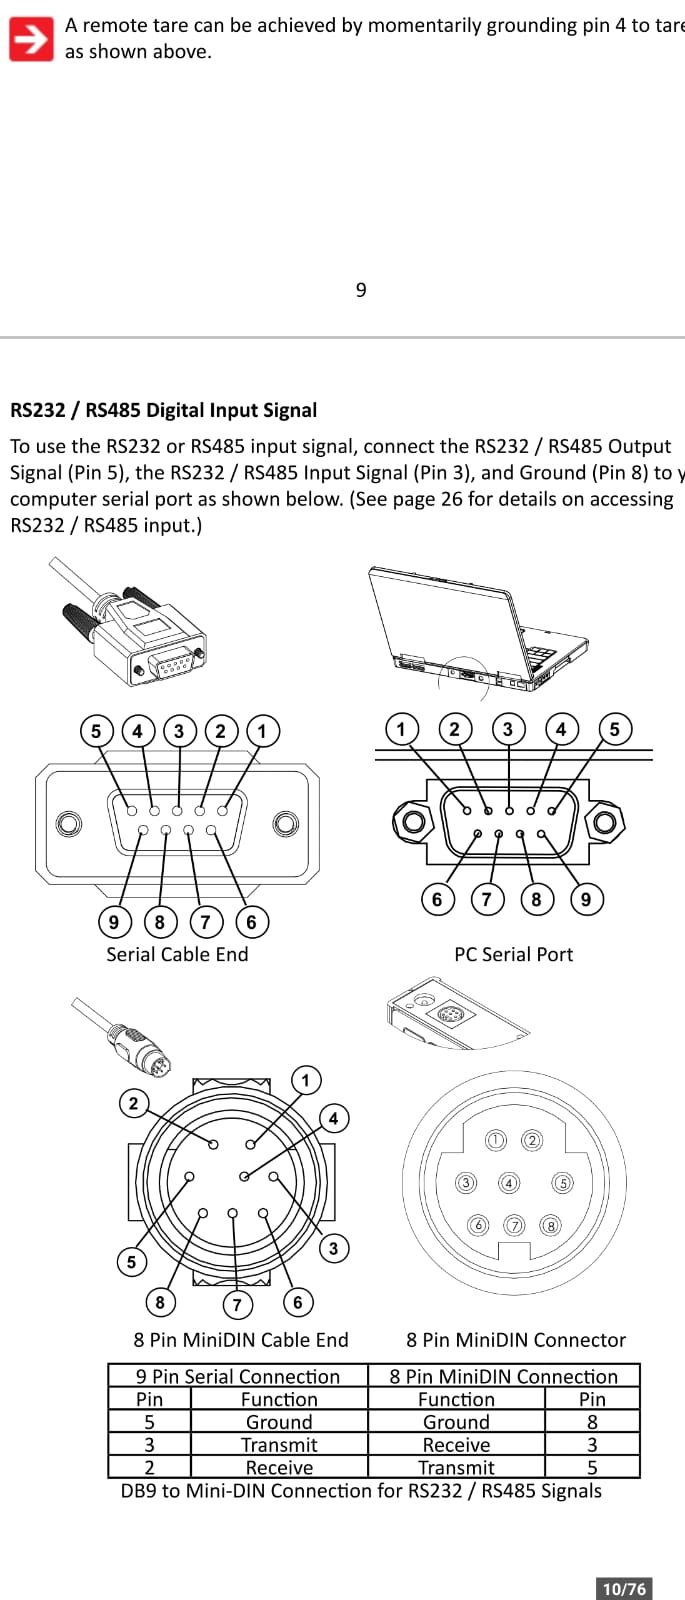 A remote tare can be achieved by momentarily grounding pin 4 to tare
as shown above.
9
RS232 / RS485 Digital Input Signal
To use the RS232 or RS485 input signal, connect the RS232 / RS485 Output
Signal (Pin 5), the RS232 / RS485 Input Signal (Pin 3), and Ground (Pin 8) to y
computer serial port as shown below. (See page 26 for details on accessing
RS232 / RS485 input.)
5 4 3 2 1
9 8 7 6
Serial Cable End
1 2 3 4 5
6 7 8 9
PC Serial Port
1
2
4
3
5
8 7 6
8 Pin MiniDIN Cable End
1 2
3 4 5
6 7 8
8 Pin MiniDIN Connector
9 Pin Serial Connection 8 Pin MiniDIN Connection
Pin Function Function Pin
5 Ground Ground 8
3 Transmit Receive 3
2 Receive Transmit 5
DB9 to Mini-DIN Connection for RS232 / RS485 Signals
10/76